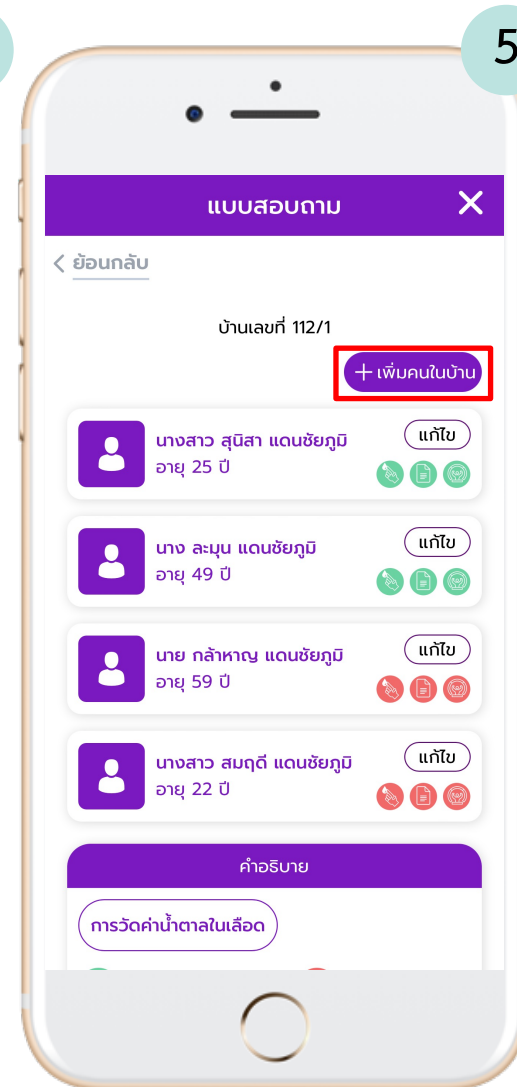 5
แบบสอบถาม
ย้อนกลับ
บ้านเลขที่ 112/1
+ เพิ่มคนในบ้าน
นางสาว สุนิสา แดนชัยภูมิ
แก้ไข
อายุ 25 ปี
นาง ละมุน แดนชัยภูมิ
แก้ไข
อายุ 49 ปี
นาย กล้าหาญ แดนชัยภูมิ
แก้ไข
อายุ 59 ปี
นางสาว สมฤดี แดนชัยภูมิ
แก้ไข
อายุ 22 ปี
คำอธิบาย
การวัดค่าน้ำตาลในเลือด